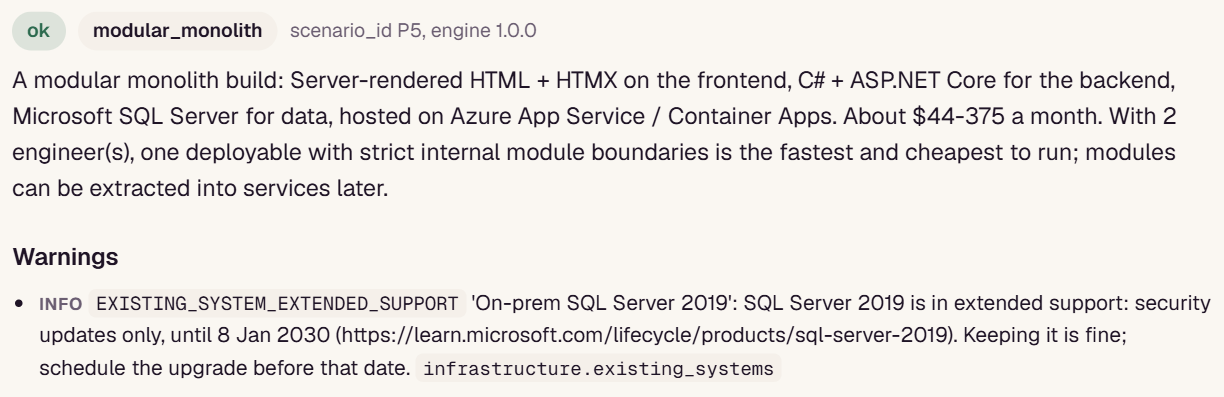 ok modular_monolith scenario_id P5, engine 1.0.0
A modular monolith build: Server-rendered HTML + HTMX on the frontend, C# + ASP.NET Core for the backend,
Microsoft SQL Server for data, hosted on Azure App Service / Container Apps. About $44-375 a month. With 2
engineer(s), one deployable with strict internal module boundaries is the fastest and cheapest to run; modules
can be extracted into services later.
Warnings
• INFO EXISTING_SYSTEM_EXTENDED_SUPPORT 'On-prem SQL Server 2019': SQL Server 2019 is in extended support: security
updates only, until 8 Jan 2030 (https://learn.microsoft.com/lifecycle/products/sql-server-2019). Keeping it is fine;
schedule the upgrade before that date. infrastructure.existing_systems